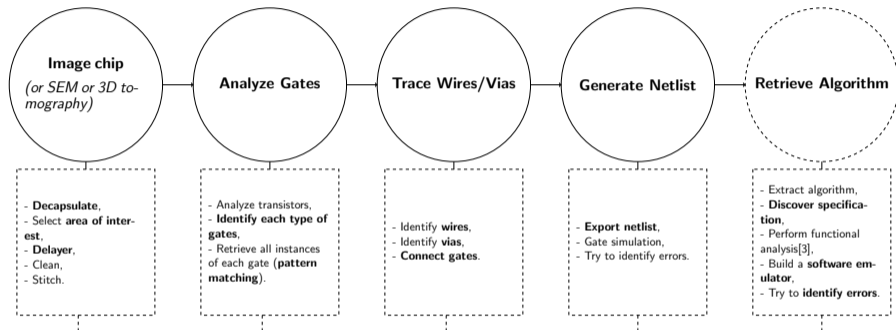 Image chip
(or SEM or 3D to-
mography)
Analyze Gates
Trace Wires/Vias
Generate Netlist
Retrieve Algorithm
- Decapsulate,
- Select area of inter-
est,
- Delayer,
- Clean,
- Stitch.
- Analyze transistors,
- Identify each type of
gates,
- Retrieve all instances
of each gate (pattern
matching).
- Identify wires,
- Identify vias,
- Connect gates.
- Export netlist,
- Gate simulation,
- Try to identify errors.
- Extract algorithm,
- Discover specifica-
tion,
- Perform functional
analysis[3],
- Build a software em-
ulator,
- Try to identify errors.